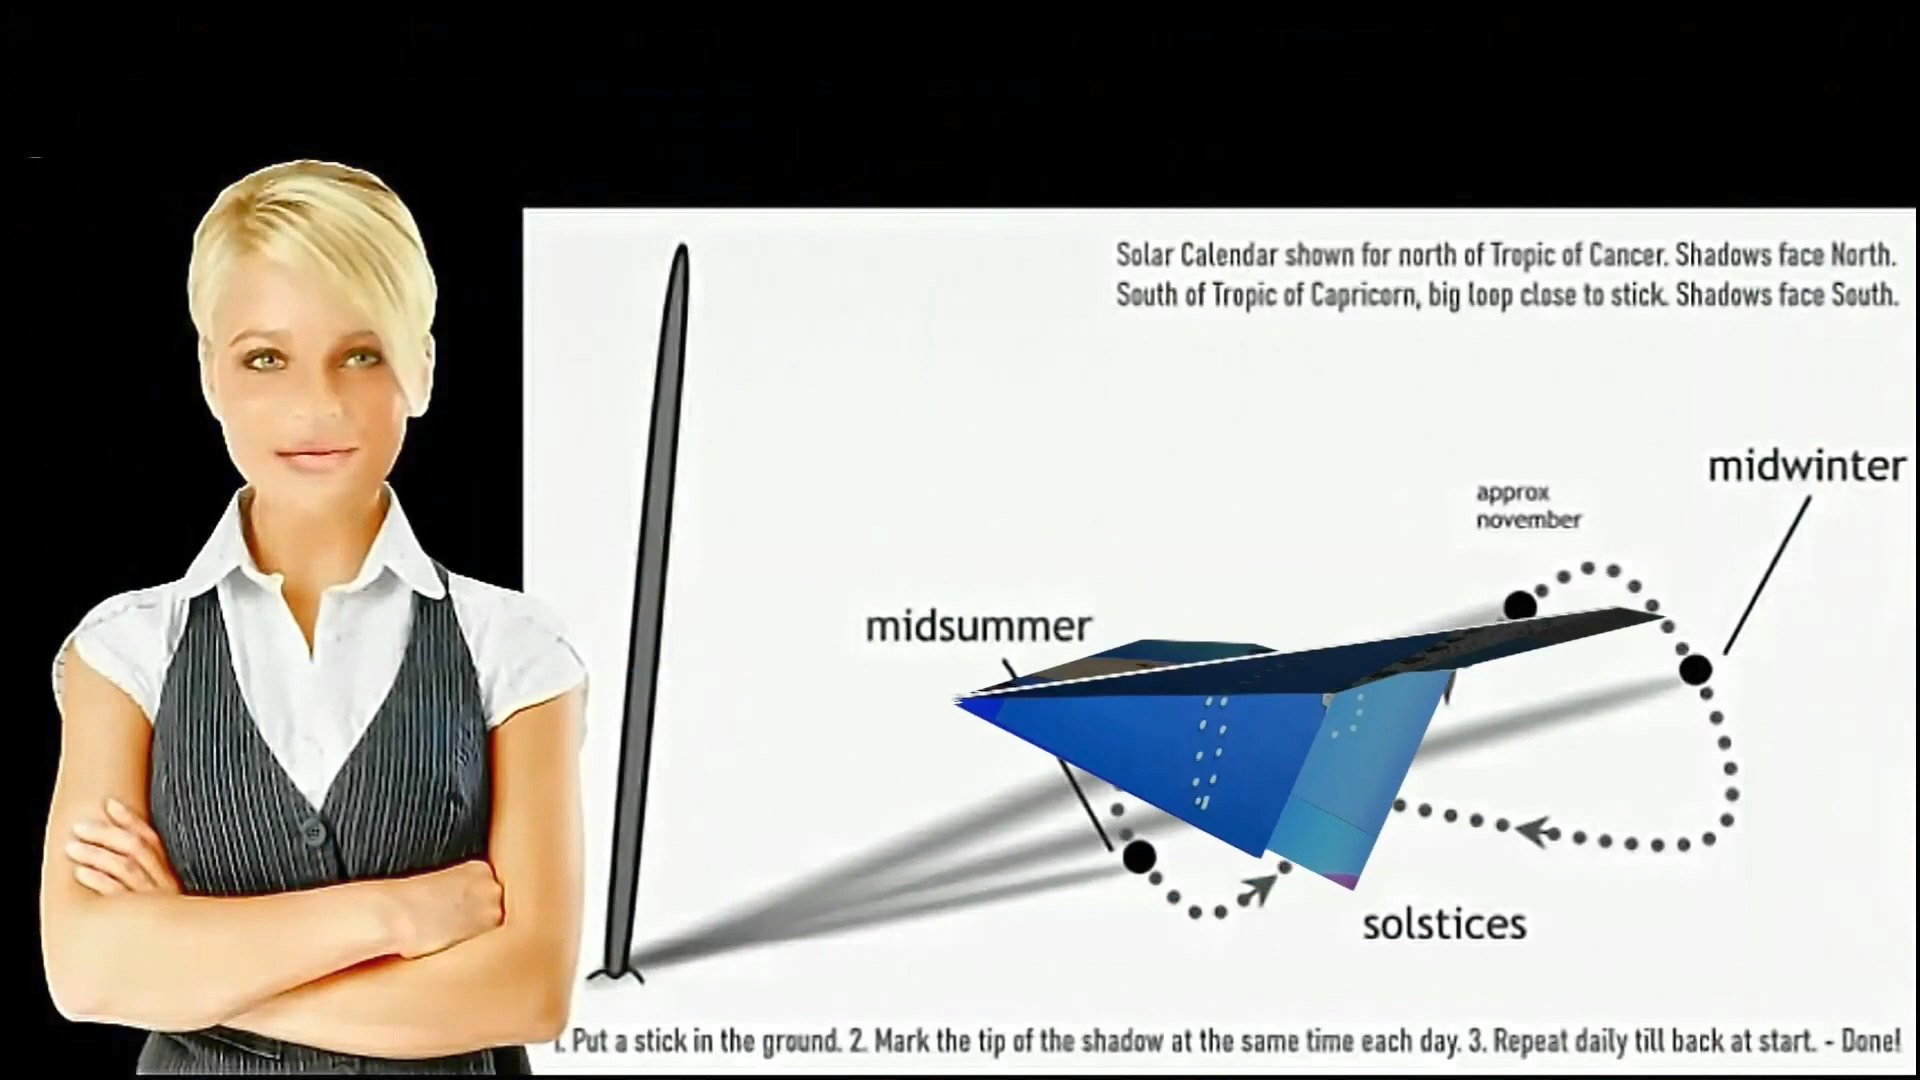 Solar Calendar shown for north of Tropic of Cancer. Shadows face North.
South of Tropic of Capricorn, big loop close to stick. Shadows face South.
midwinter
approx
november
midsummer
solstices
1. Put a stick in the ground. 2. Mark the tip of the shadow at the same time each day. 3. Repeat daily till back at start. - Done!